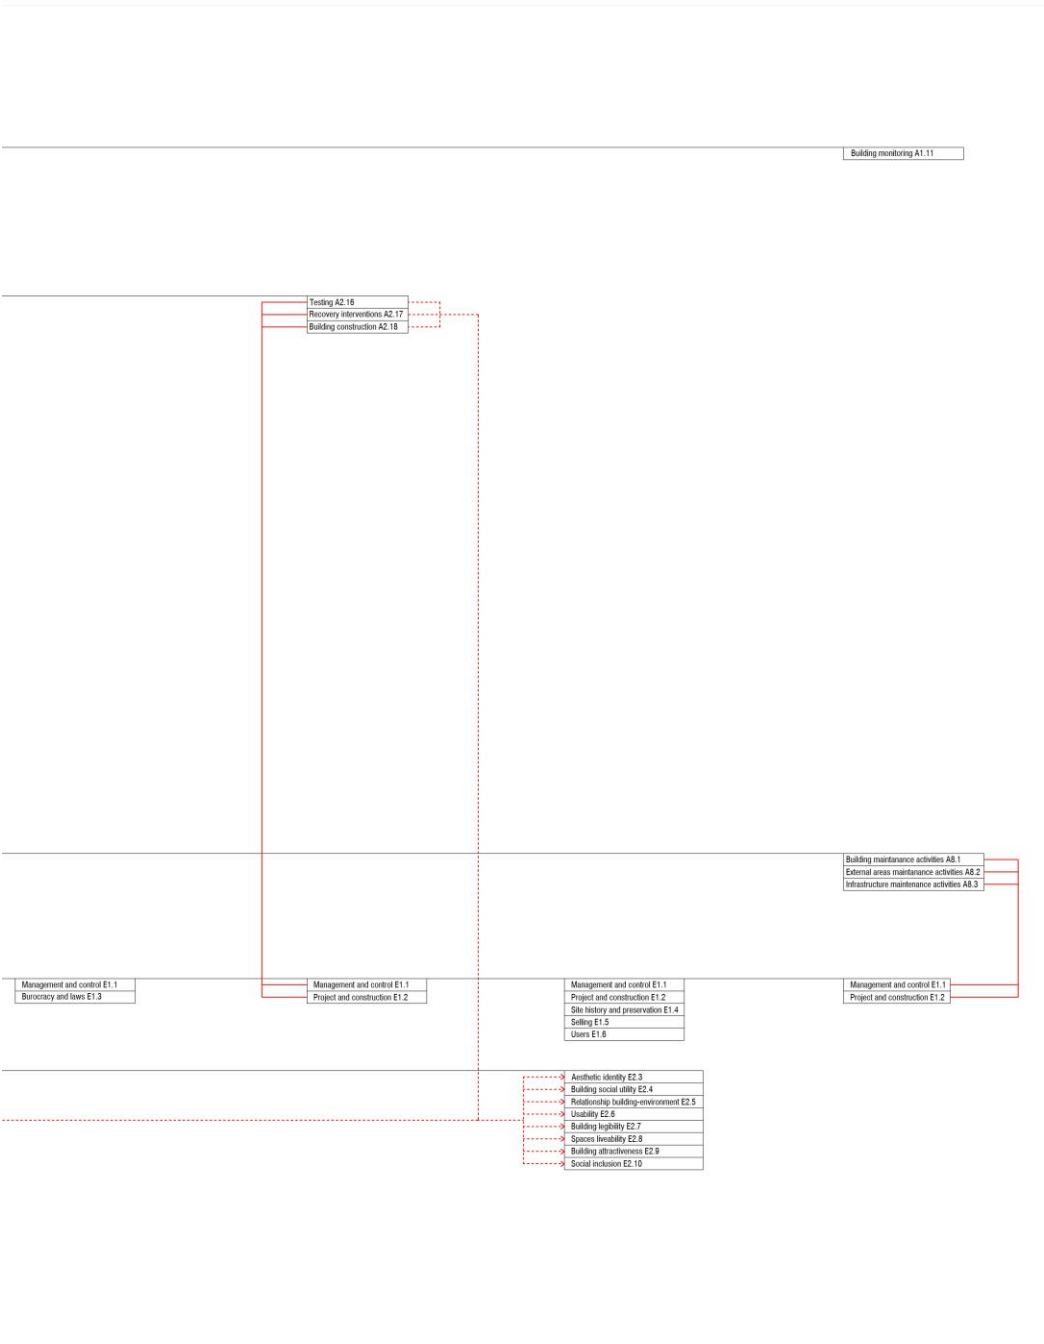 Building monitoring A1.11
Testing A2.16
Recovery interventions A2.17
Building construction A2.18
Building maintanance activities A8.1
External areas maintanance activities A8.2
Infrastructure maintenance activities A8.3
Management and control E1.1
Burocracy and laws E1.3
Management and control E1.1
Project and construction E1.2
Management and control E1.1
Project and construction E1.2
Site history and preservation E1.4
Selling E1.5
Users E1.6
Management and control E1.1
Project and construction E1.2
Aesthetic identity E2.3
Building social utility E2.4
Relationship building-environment E2.5
Usability E2.6
Building legibility E2.7
Spaces liveability E2.8
Building attractiveness E2.9
Social inclusion E2.10